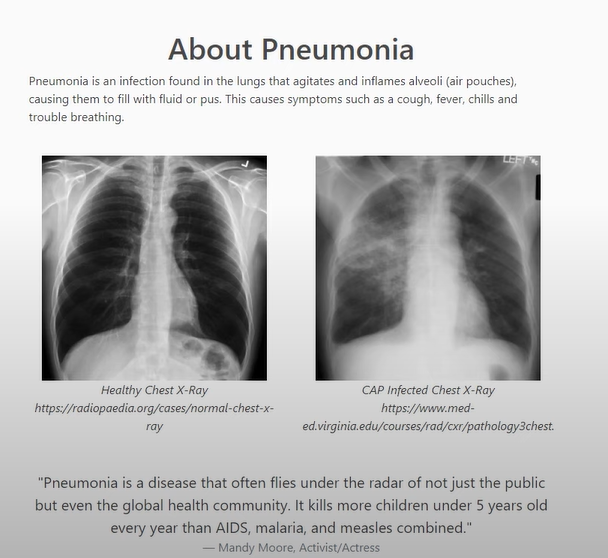 About Pneumonia
Pneumonia is an infection found in the lungs that agitates and inflames alveoli (air pouches),
causing them to fill with fluid or pus. This causes symptoms such as a cough, fever, chills and
trouble breathing.
LEFT
Healthy Chest X-Ray
https://radiopaedia.org/cases/normal-chest-x-
ray
CAP Infected Chest X-Ray
https://www.med-
ed.virginia.edu/courses/rad/cxr/pathology3chest.
"Pneumonia is a disease that often flies under the radar of not just the public
but even the global health community. It kills more children under 5 years old
every year than AIDS, malaria, and measles combined."
— Mandy Moore, Activist/Actress